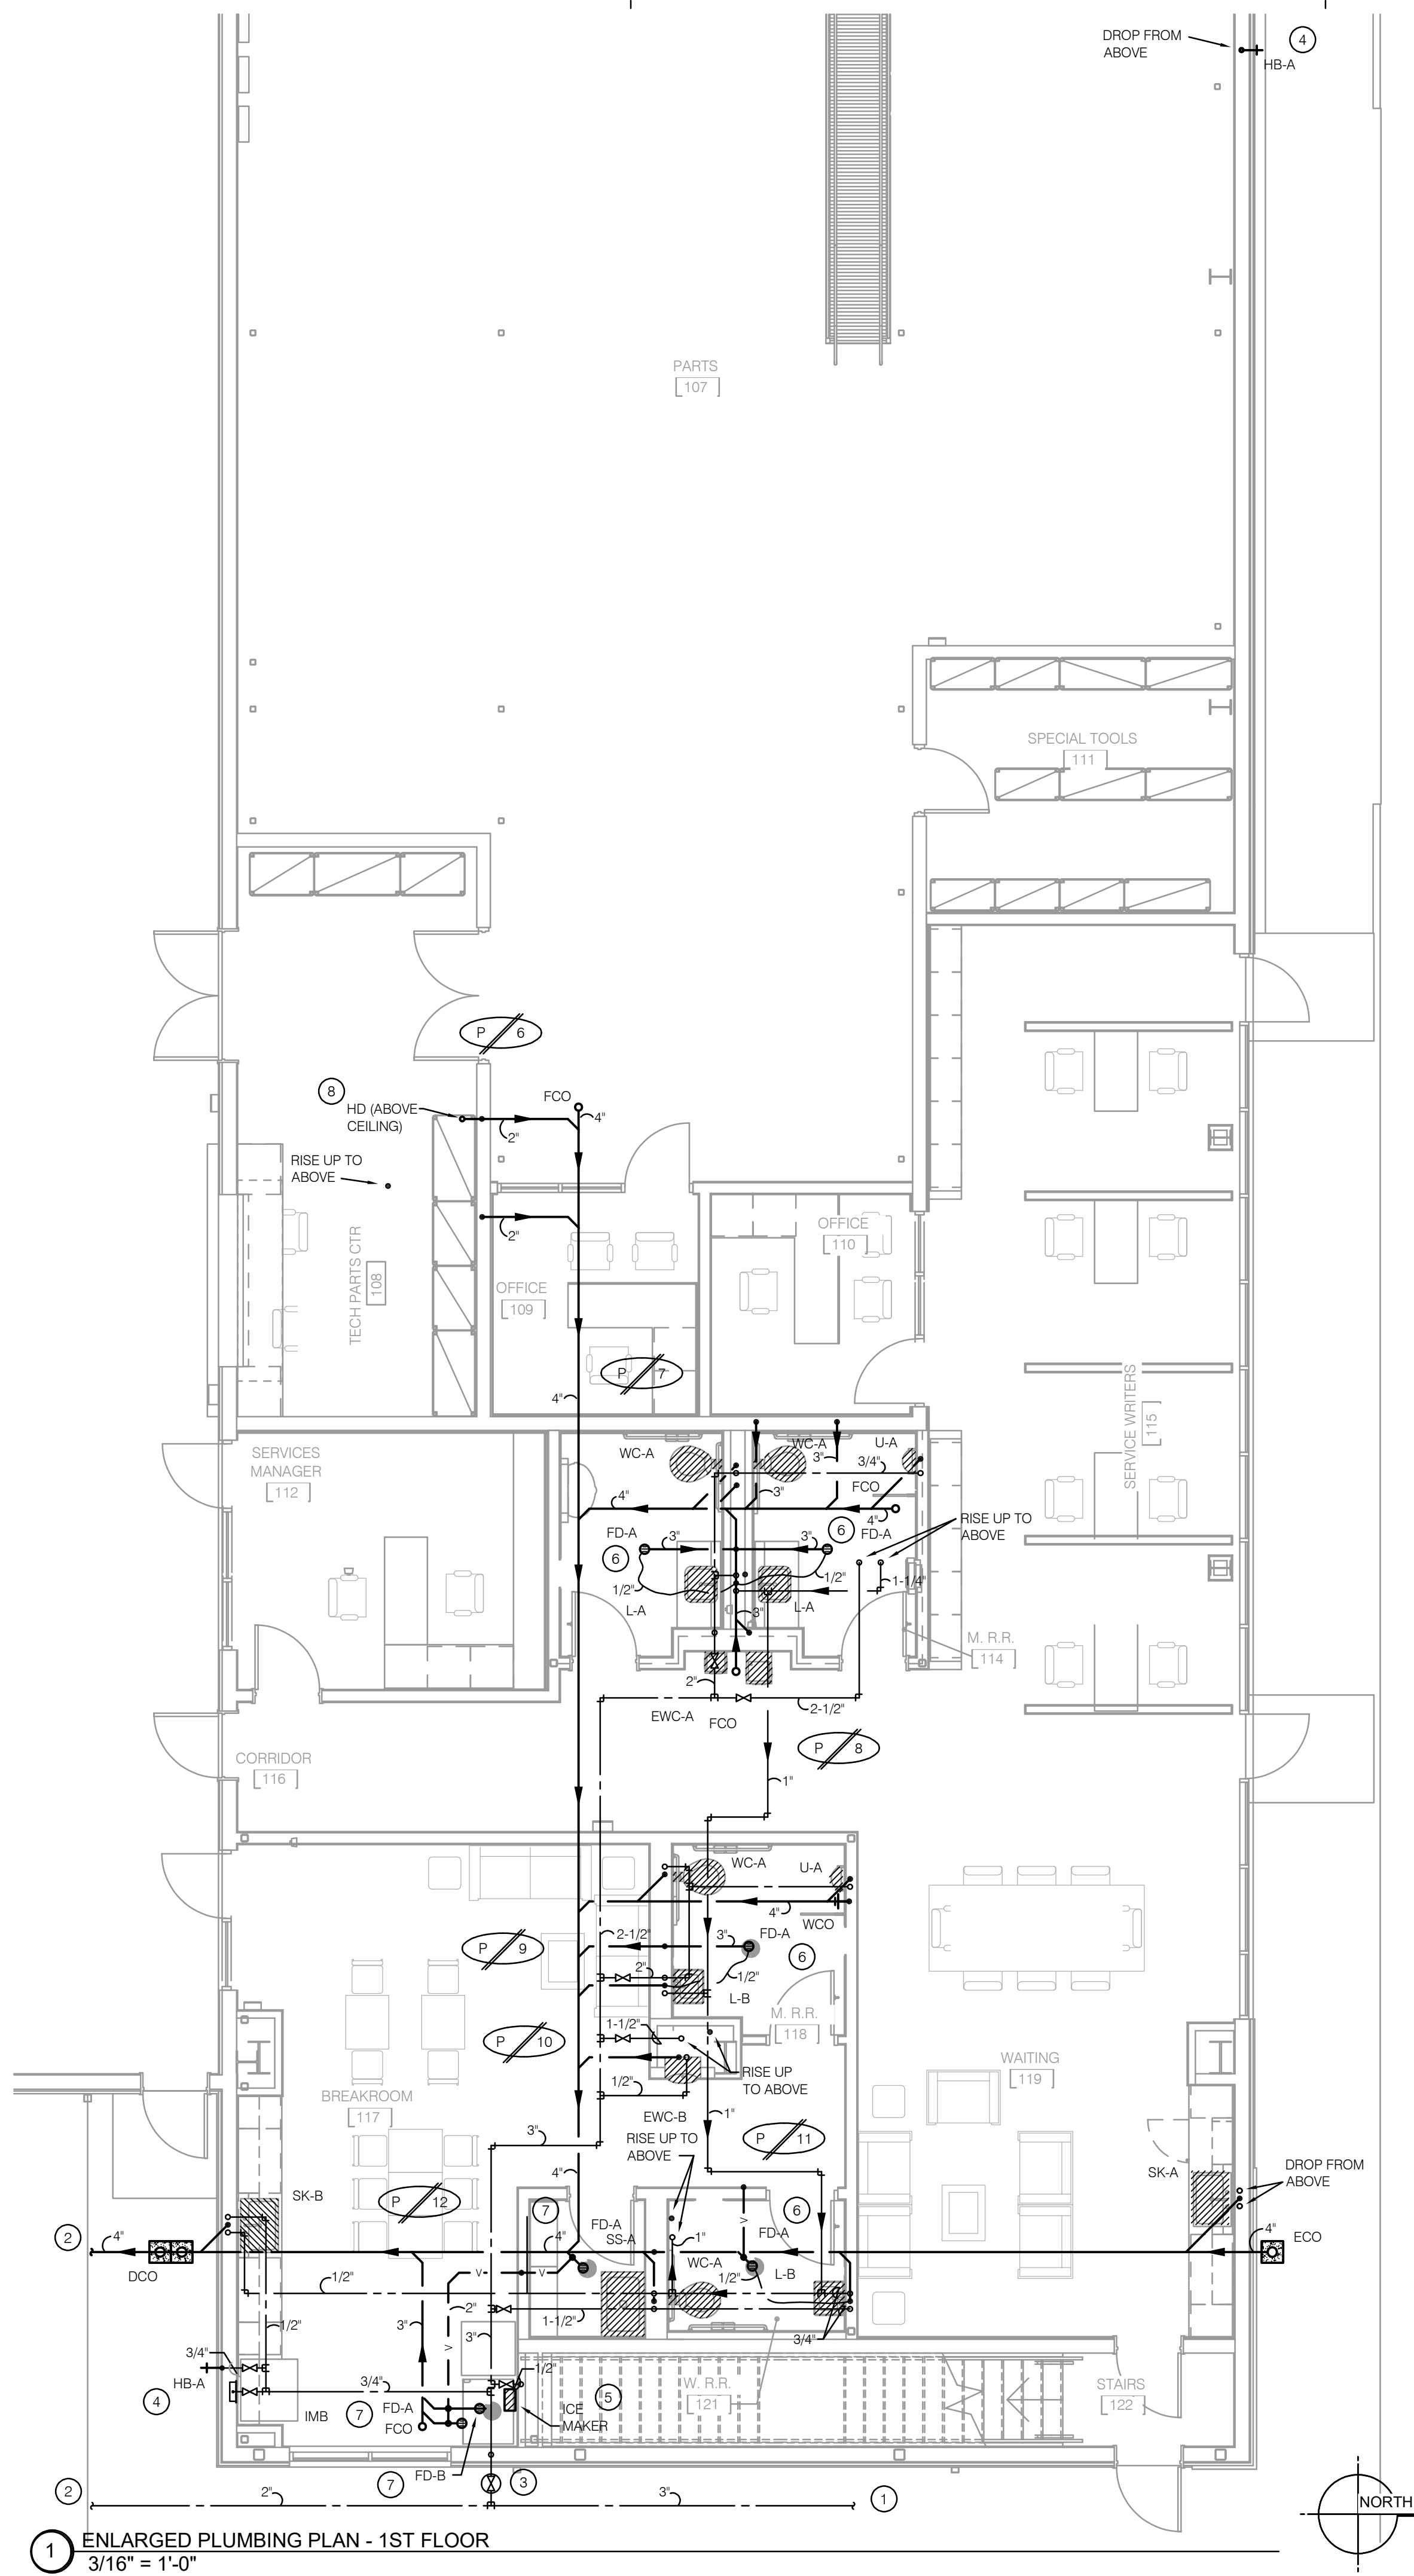 DROP FROM
ABOVE
4
HB-A
PARTS
107
SPECIAL TOOLS
111
P 6
8
HD (ABOVE
CEILING)
FCO
4"
2"
RISE UP TO
ABOVE
2"
TECH PARTS CTR
108
OFFICE
109
OFFICE
110
P 7
4"
SERVICE WRITERS
115
SERVICES
MANAGER
112
WC-A
WC-A
U-A
3"
3/4"
FCO
4"
3"
4"
RISE UP TO
ABOVE
FD-A
3"
3"
6
FD-A
6
1/2"
1/2"
1-1/4"
L-A
3"
L-A
M. R.R.
114
2"
2-1/2"
EWC-A
FCO
P 8
CORRIDOR
116
1"
WC-A
U-A
4"
WCO
P 9
2-1/2"
3"
FD-A
6
2"
1/2"
L-B
M. R.R.
118
1-1/2"
P 10
WAITING
119
RISE UP
TO ABOVE
1/2"
BREAKROOM
117
EWC-B
1"
3"
RISE UP TO
ABOVE
P 11
4"
SK-A
DROP FROM
ABOVE
SK-B
P 12
7
6
2
4"
FD-A
SS-A
4"
V
FD-A
4"
ECO
DCO
1"
WC-A
V
V
1/2"
L-B
1/2"
2"
1-1/2"
1/2"
3"
3"
V
3/4"
3/4"
HB-A
1/2"
3/4"
4
W. R.R.
121
STAIRS
122
5
IMB
7
FD-A
FCO
ICE
MAKER
7
FD-B
3
2
2"
3"
1
NORTH
1
ENLARGED PLUMBING PLAN - 1ST FLOOR
3/16" = 1'-0"